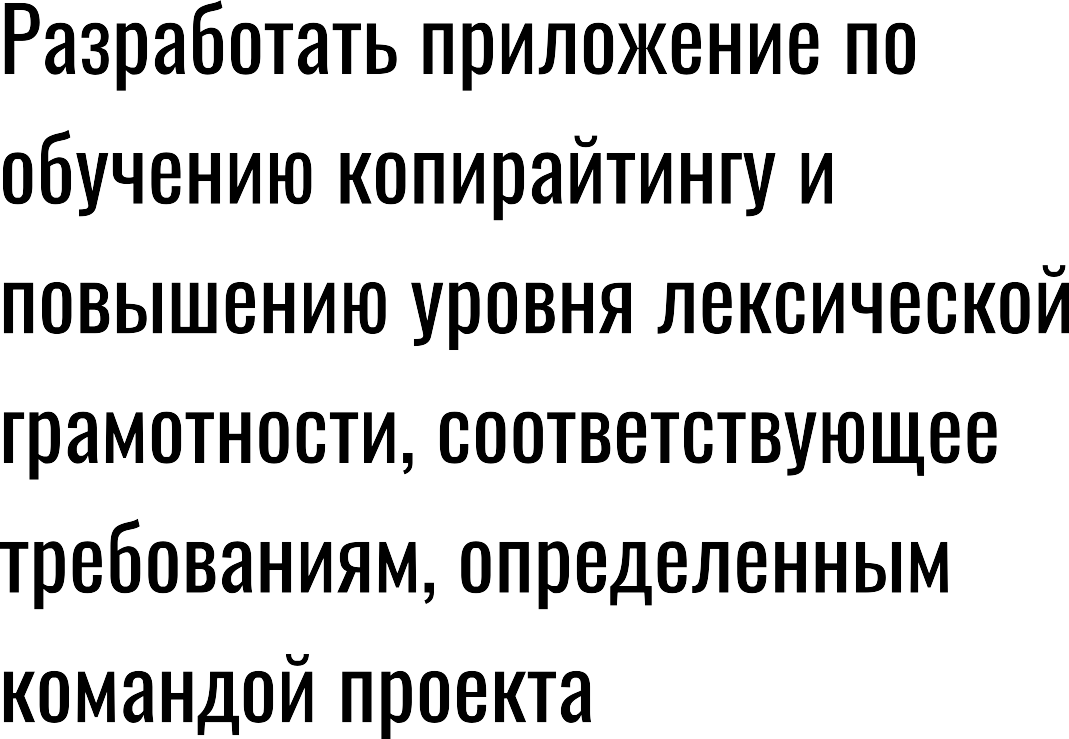 Разработать приложение по
обучению копирайтингу и
повышению уровня лексической
грамотности, соответствующее
требованиям, определенным
командой проекта